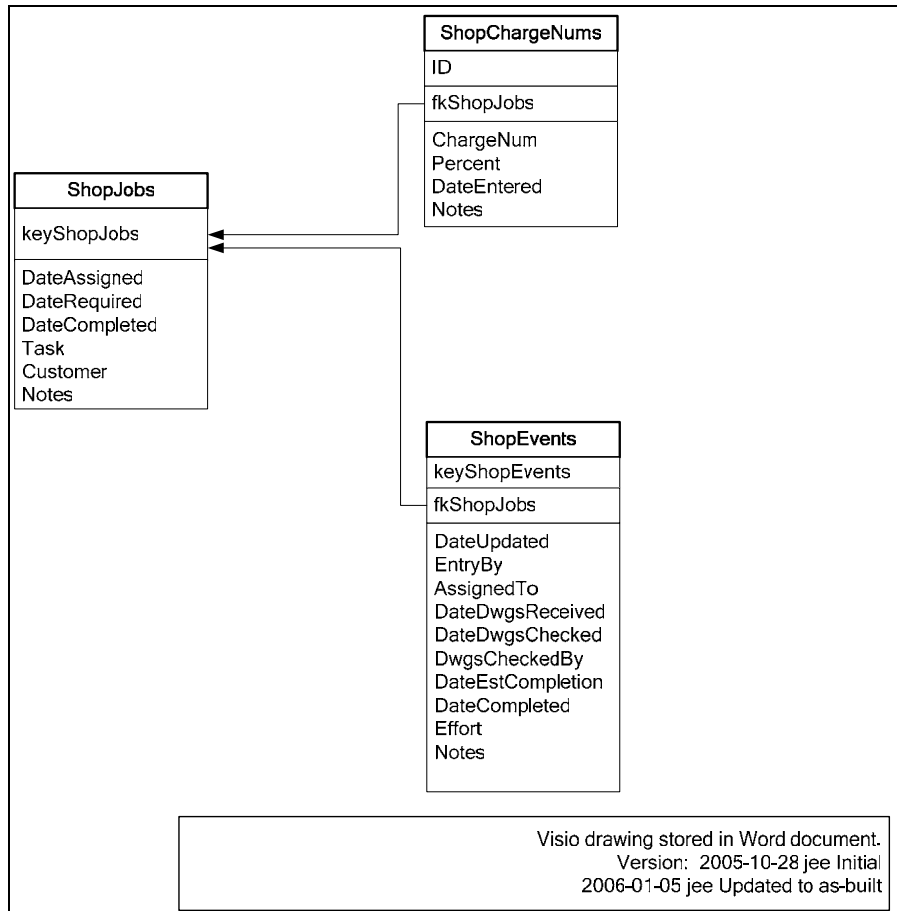 ShopChargeNums
ID
fkShopJobs
ChargeNum
Percent
DateEntered
Notes
ShopJobs
keyShopJobs
DateAssigned
DateRequired
DateCompleted
Task
Customer
Notes
ShopEvents
keyShopEvents
fkShopJobs
DateUpdated
EntryBy
AssignedTo
DateDwgsReceived
DateDwgsChecked
DwgsCheckedBy
DateEstCompletion
DateCompleted
Effort
Notes
Visio drawing stored in Word document.
Version: 2005-10-28 jee Initial
2006-01-05 jee Updated to as-built